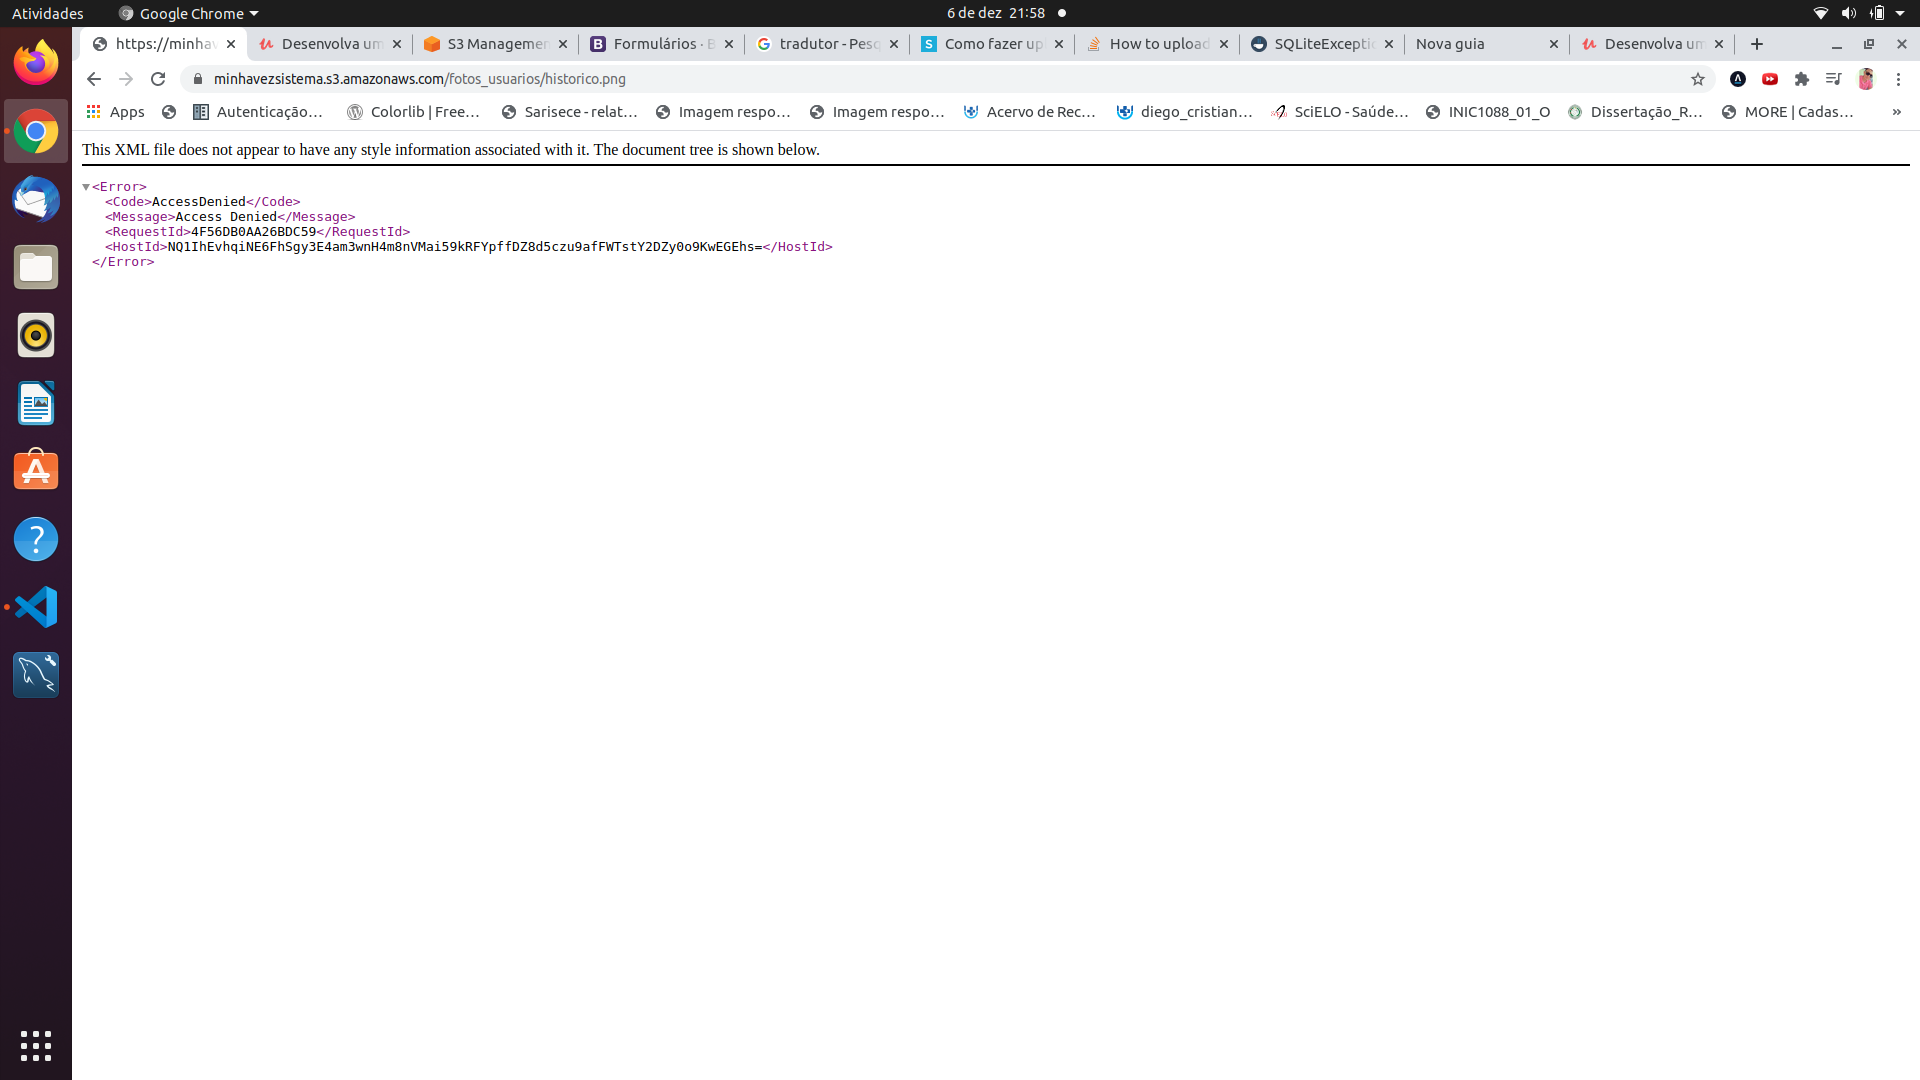 Atividades Google Chrome 6 de dez 21:58
https://minhav Desenvolva um S3 Managemen Formulários · B tradutor - Pesq Como fazer upl How to upload SQLiteExceptio Nova guia Desenvolva um
minhavezsistema.s3.amazonaws.com/fotos_usuarios/historico.png
Apps Autenticação... Colorlib | Free... Sarisece - relat... Imagem respo... Imagem respo... Acervo de Rec... diego_cristian... SciELO - Saúde... INIC1088_01_O Dissertação_R... MORE | Cadas... »
This XML file does not appear to have any style information associated with it. The document tree is shown below.
<Error>
<Code>AccessDenied</Code>
<Message>Access Denied</Message>
<RequestId>4F56DB0AA26BDC59</RequestId>
<HostId>NQ1IhEvhqiNE6FhSgy3E4am3wnH4m8nVMai59kRFYpffDZ8d5czu9afFWTstY2DZy0o9KwEGEhs=</HostId>
</Error>